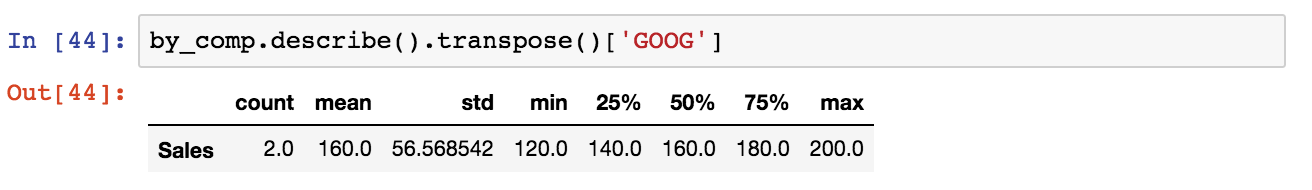 In [44]: by_comp.describe().transpose()['GOOG']
Out[44]:
count mean std min 25% 50% 75% max
Sales 2.0 160.0 56.568542 120.0 140.0 160.0 180.0 200.0